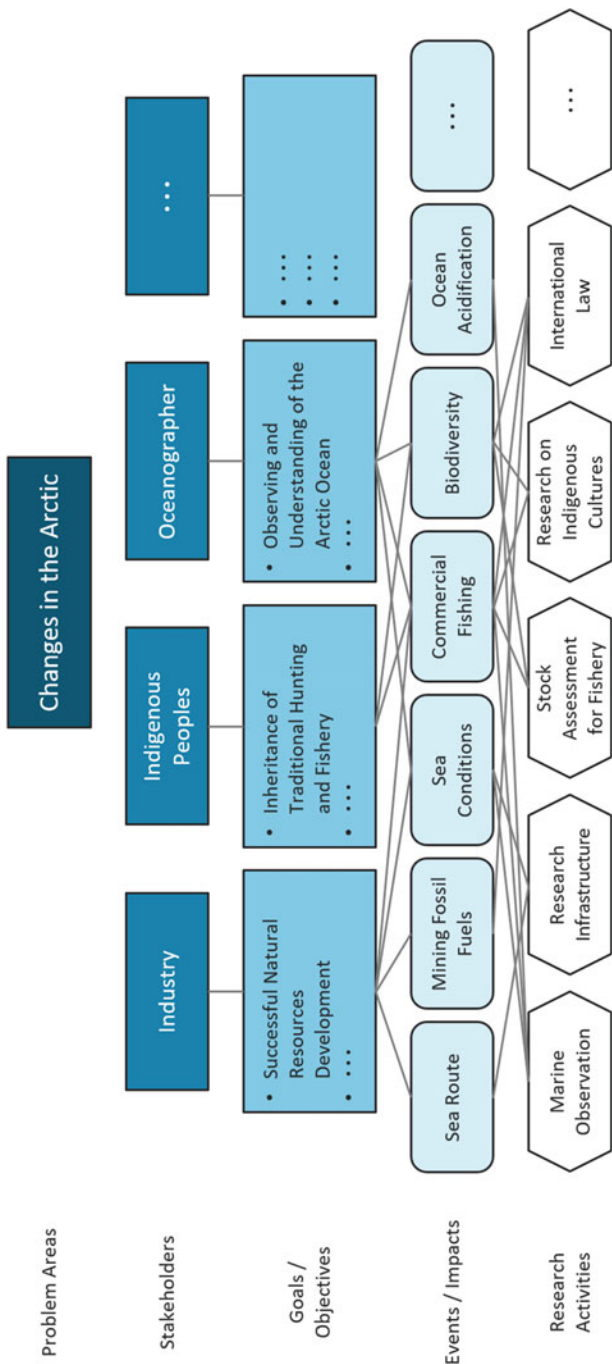 Problem Areas
Changes in the Arctic
Stakeholders
Industry
Indigenous
Peoples
Oceanographer
...
Goals /
Objectives
• Successful Natural
Resources
Development
• ...
• Inheritance of
Traditional Hunting
and Fishery
• ...
• Observing and
Understanding of the
Arctic Ocean
• ...
• ...
• ...
• ...
Events / Impacts
Sea Route
Mining Fossil
Fuels
Sea
Conditions
Commercial
Fishing
Biodiversity
Ocean
Acidification
...
Research
Activities
Marine
Observation
Research
Infrastructure
Stock
Assessment
for Fishery
Research on
Indigenous
Cultures
International
Law
...